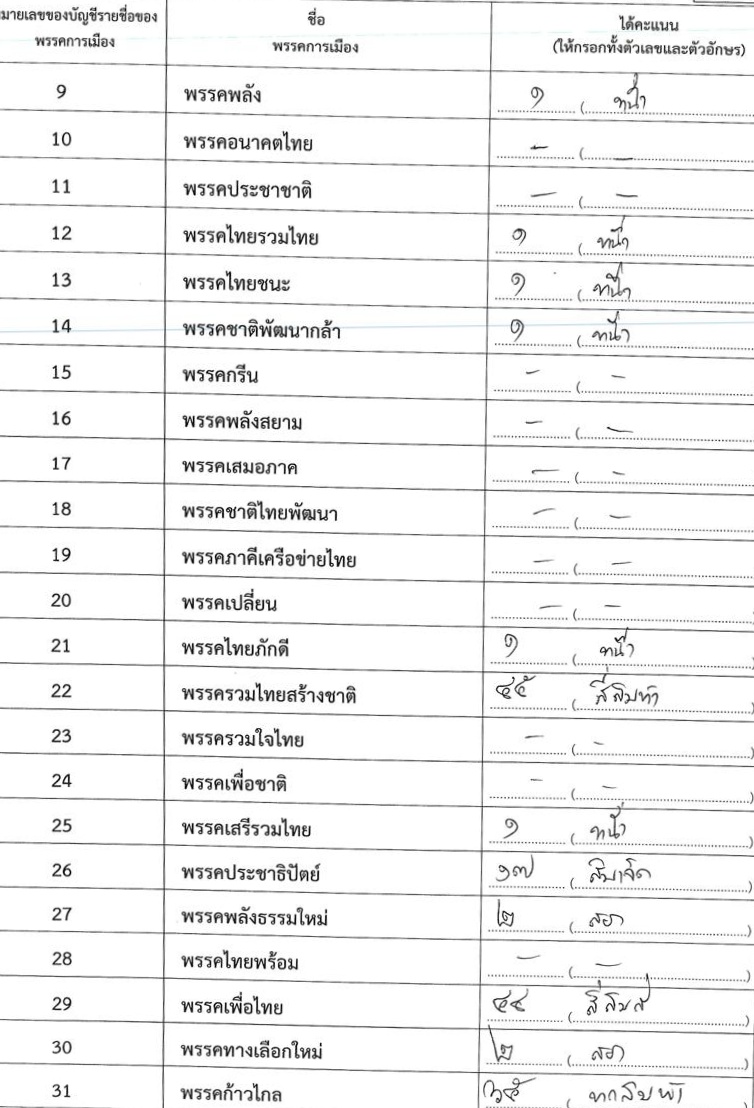 หมายเลขของบัญชีรายชื่อของ พรรคการเมือง ชื่อ พรรคการเมือง ได้คะแนน (ให้กรอกทั้งตัวเลขและตัวอักษร)
9 พรรคพลัง ๑ ( หนึ่ง
10 พรรคอนาคตไทย - ( -
11 พรรคประชาชาติ - ( -
12 พรรคไทยรวมไทย ๑ ( หนึ่ง
13 พรรคไทยชนะ ๑ ( หนึ่ง
14 พรรคชาติพัฒนากล้า ๑ ( หนึ่ง
15 พรรคกรีน - ( -
16 พรรคพลังสยาม - ( -
17 พรรคเสมอภาค - ( -
18 พรรคชาติไทยพัฒนา - ( -
19 พรรคภาคีเครือข่ายไทย - ( -
20 พรรคเปลี่ยน - ( -
21 พรรคไทยภักดี ๑ ( หนึ่ง )
22 พรรครวมไทยสร้างชาติ ๔๕ ( สี่สิบห้า )
23 พรรครวมใจไทย - ( - )
24 พรรคเพื่อชาติ - ( - )
25 พรรคเสรีรวมไทย ๑ ( หนึ่ง )
26 พรรคประชาธิปัตย์ ๑๗ ( สิบเจ็ด )
27 พรรคพลังธรรมใหม่ ๒ ( สอง )
28 พรรคไทยพร้อม - ( - )
29 พรรคเพื่อไทย ๔๔ ( สี่สิบสี่ )
30 พรรคทางเลือกใหม่ ๒ ( สอง )
31 พรรคก้าวไกล ๖๕ ( หกสิบห้า